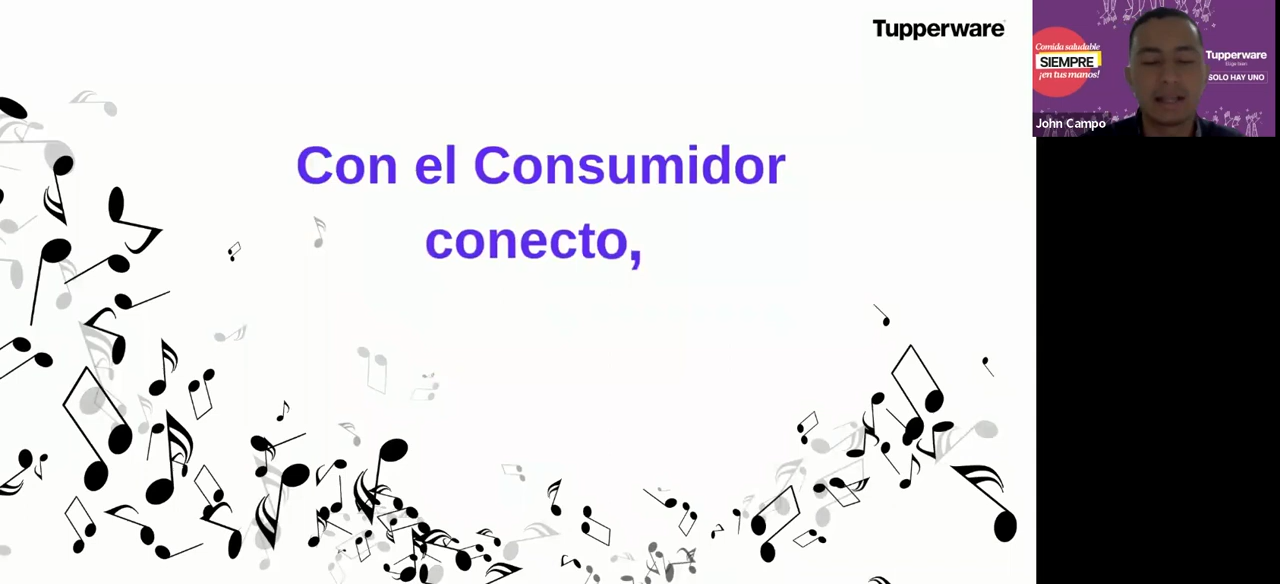 Tupperware
Con el Consumidor
conecto,
Comida saludable
SIEMPRE
¡en tus manos!
Tupperware
SOLO HAY UNO
John Campo